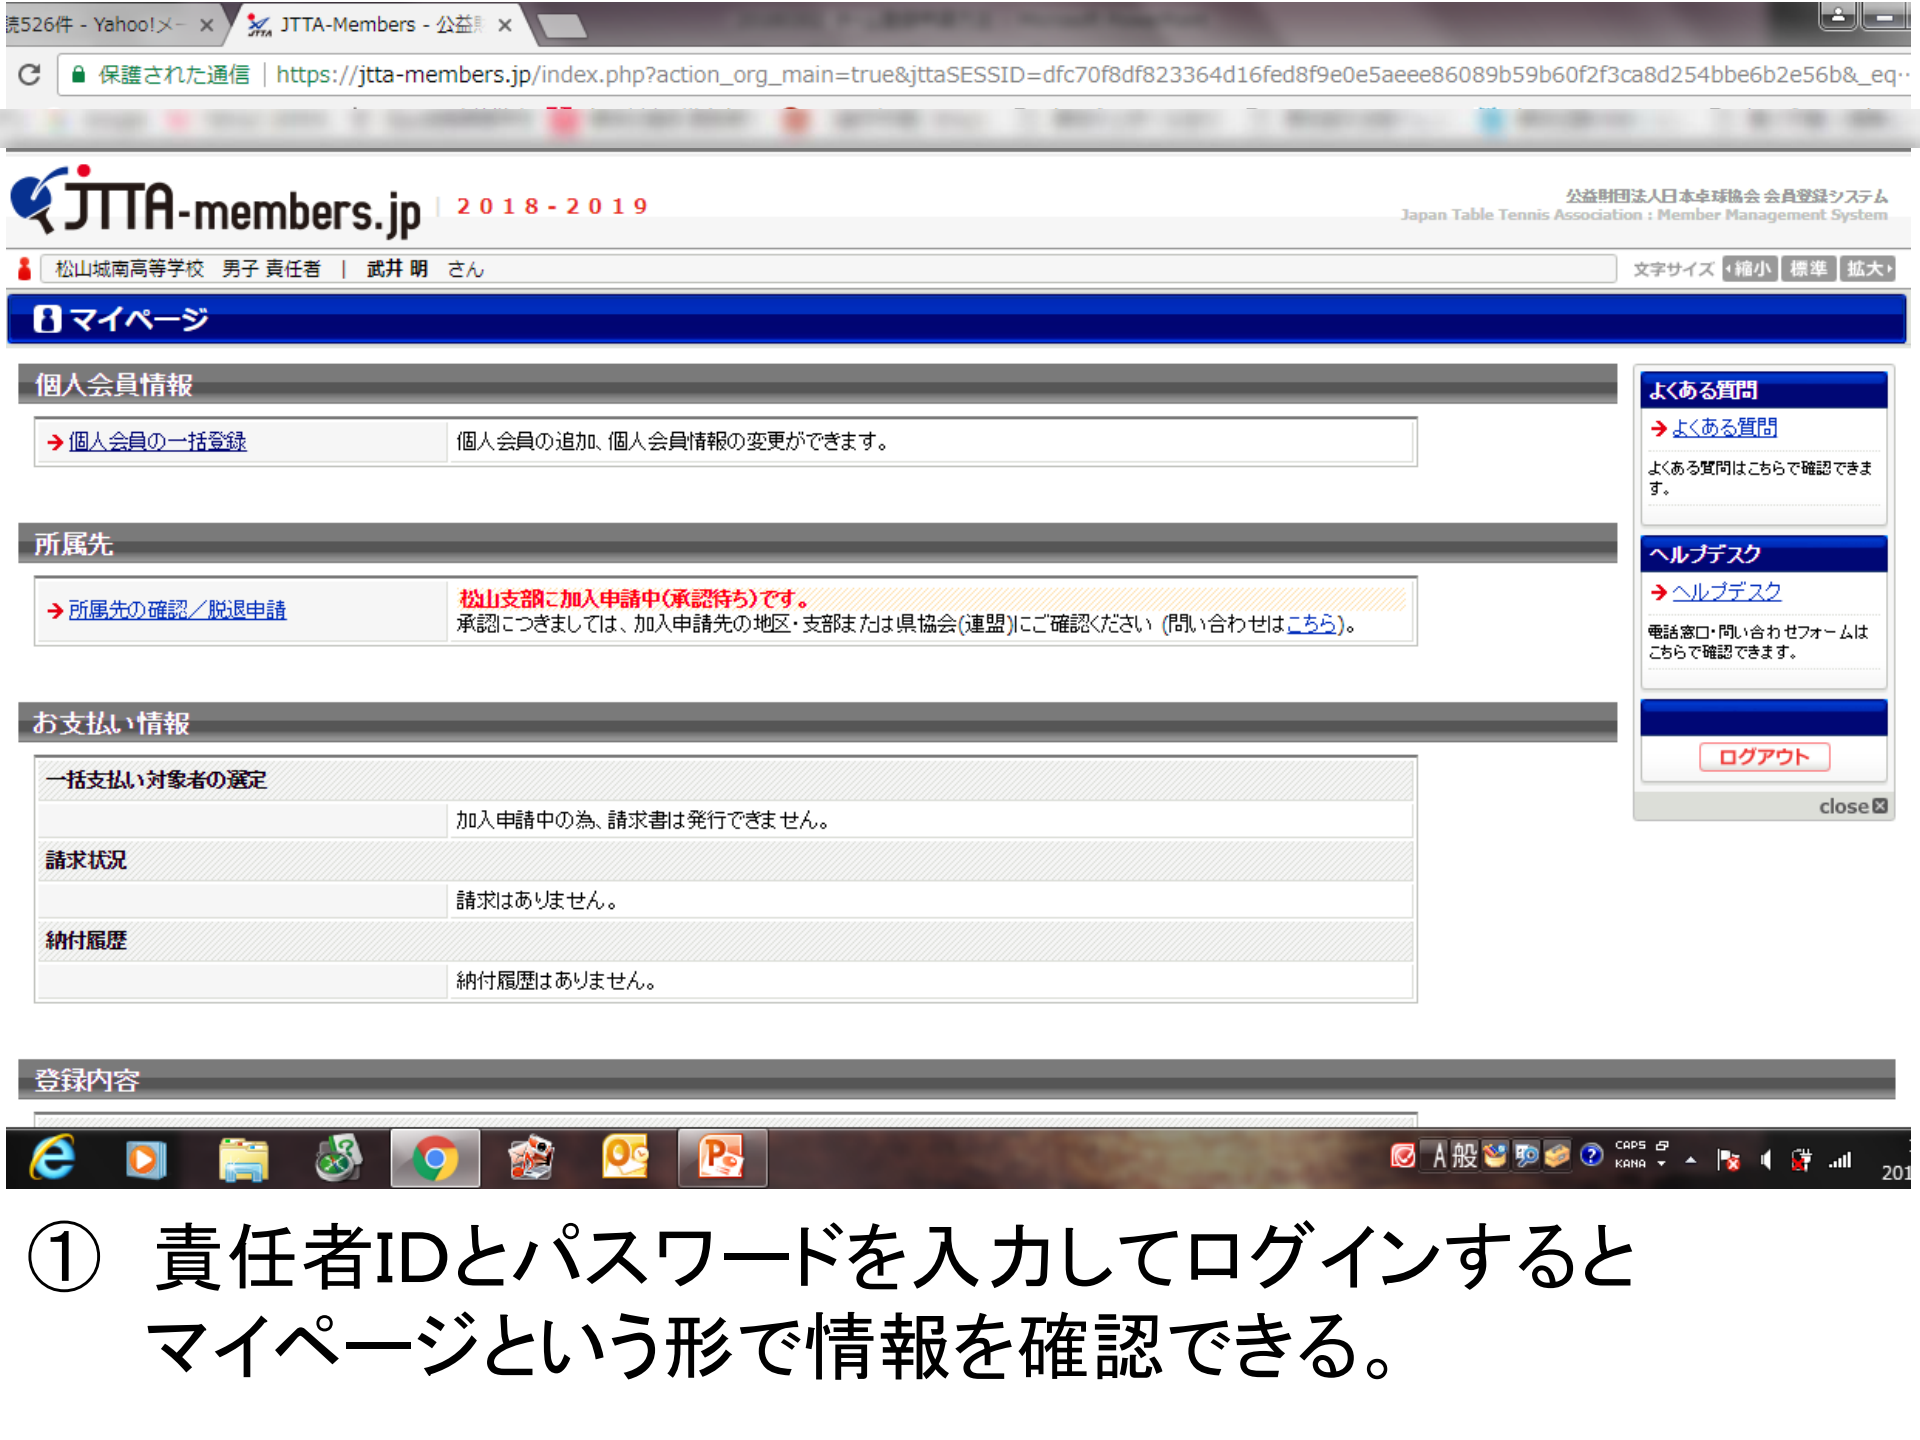 売526件 - Yahoo!メー
JTTA-Members - 公益
保護された通信 | https://jtta-members.jp/index.php?action_org_main=true&jttaSESSID=dfc70f8df823364d16fed8f9e0e5aeee86089b59b60f2f3ca8d254bbe6b2e56b&_eq…
JTTA-members.jp 2018-2019
公益財団法人日本卓球協会 会員登録システム
Japan Table Tennis Association : Member Management System
松山城南高等学校 男子 責任者 | 武井 明 さん
文字サイズ 縮小 標準 拡大
マイページ
個人会員情報
個人会員の一括登録 個人会員の追加、個人会員情報の変更ができます。
所属先
所属先の確認／脱退申請
松山支部に加入申請中(承認待ち)です。
承認につきましては、加入申請先の地区・支部または県協会(連盟)にご確認ください (問い合わせはこちら)。
お支払い情報
一括支払い対象者の選定
加入申請中の為、請求書は発行できません。
請求状況
請求はありません。
納付履歴
納付履歴はありません。
登録内容
よくある質問
よくある質問
よくある質問はこちらで確認できま
す。
ヘルプデスク
ヘルプデスク
電話窓口・問い合わせフォームは
こちらで確認できます。
ログアウト
close
A 般
CAPS
KANA
201
① 責任者IDとパスワードを入力してログインすると
マイページという形で情報を確認できる。